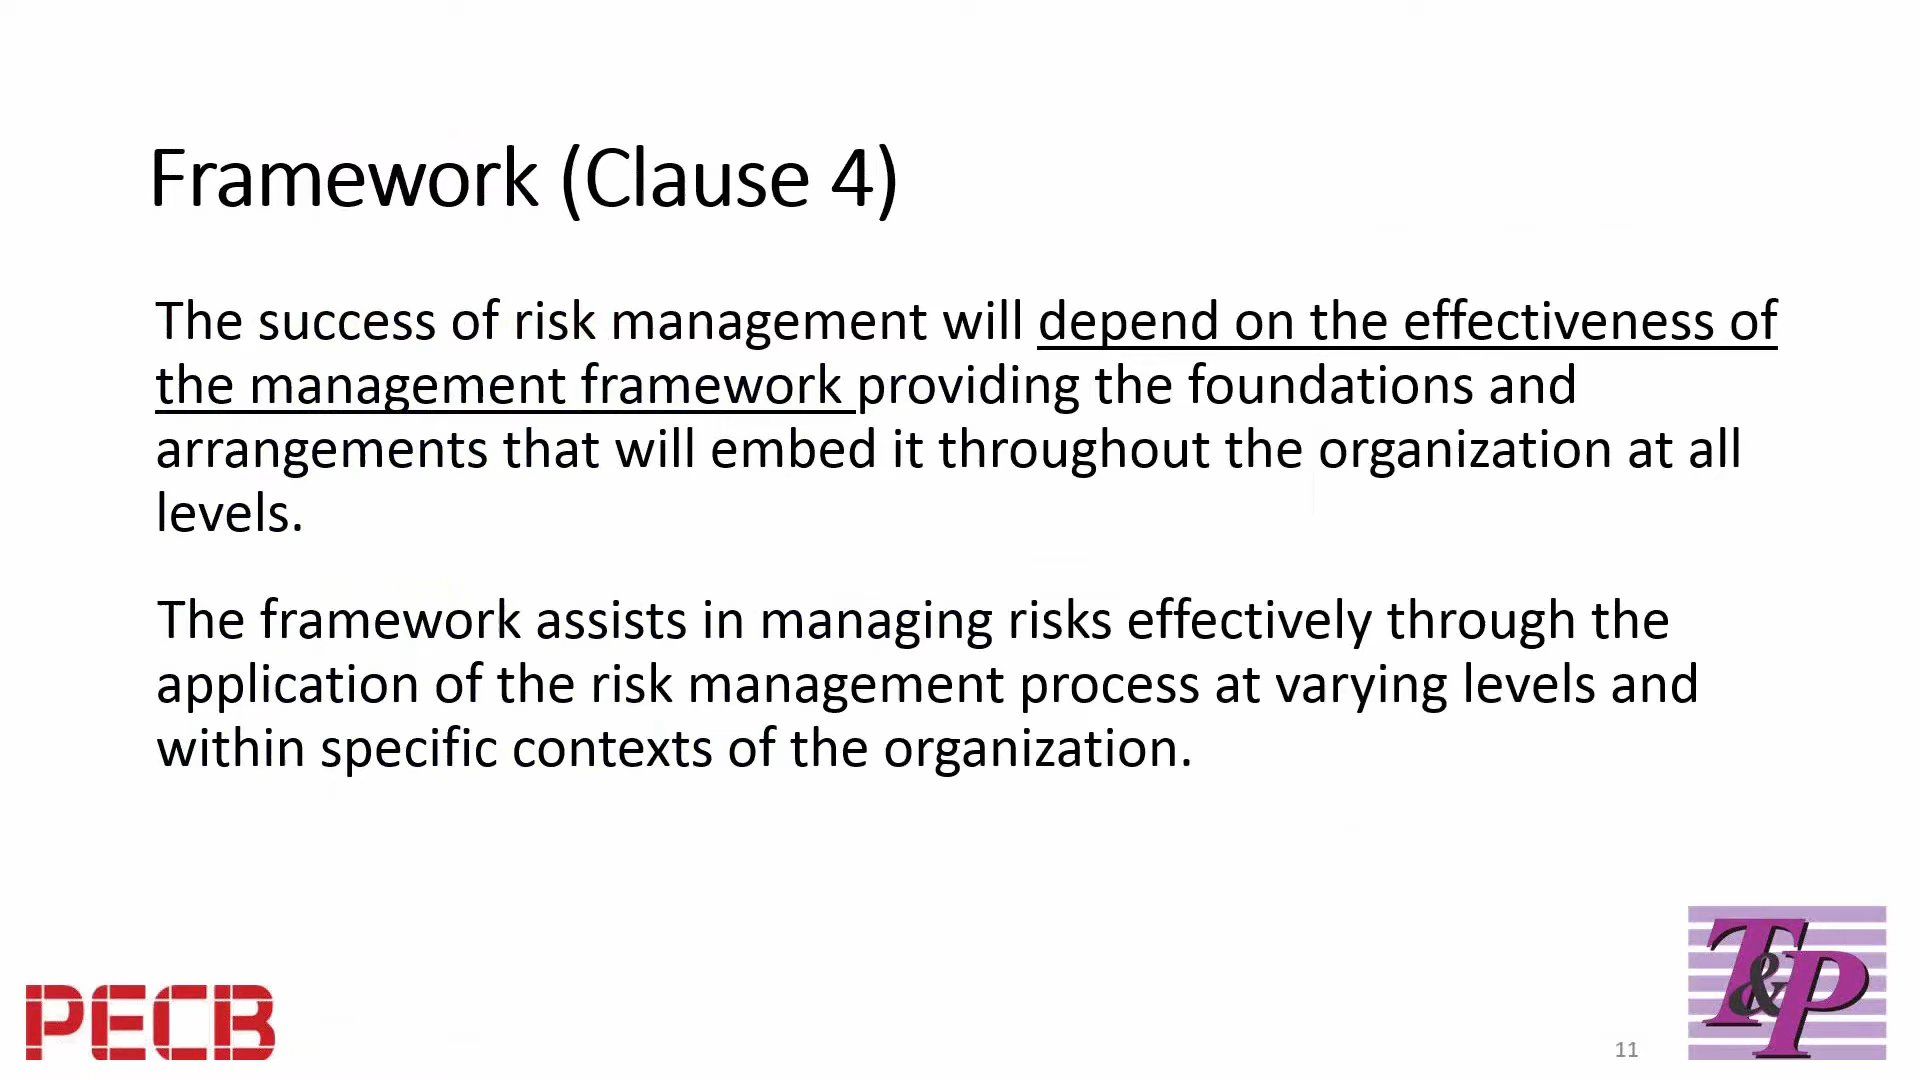 Framework (Clause 4)
The success of risk management will depend on the effectiveness of
the management framework providing the foundations and
arrangements that will embed it throughout the organization at all
levels.
The framework assists in managing risks effectively through the
application of the risk management process at varying levels and
within specific contexts of the organization.
PECB
11
T&P